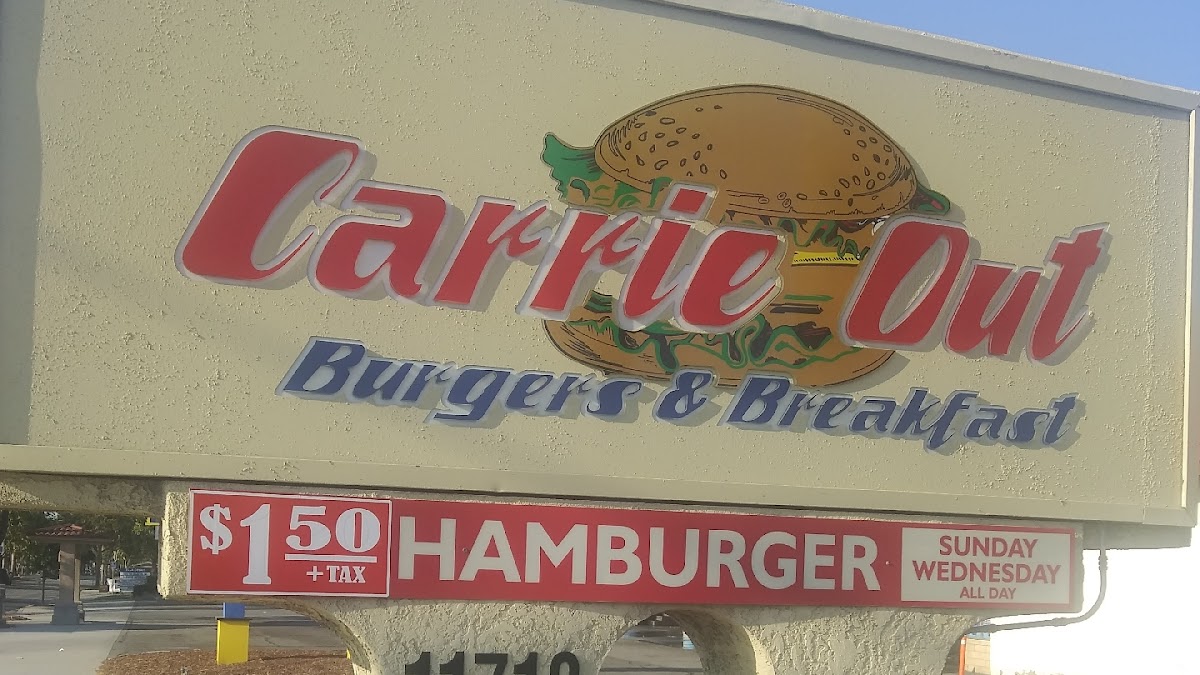 Carrie Out
Burgers & Breakfast
$1 50
+ TAX
HAMBURGER
SUNDAY
WEDNESDAY
ALL DAY